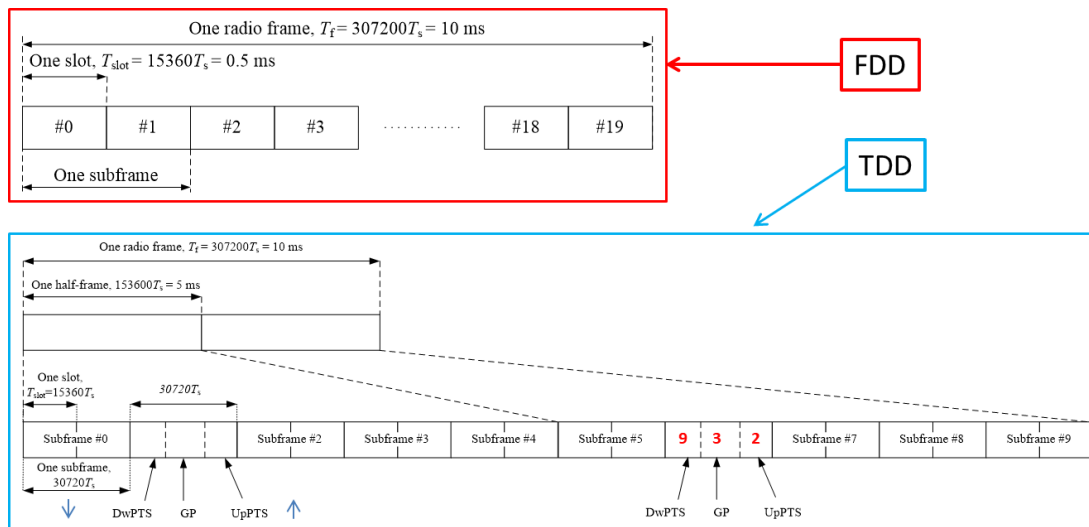 One radio frame, Tf = 307200Ts = 10 ms
One slot, Tslot = 15360Ts = 0.5 ms
#0 #1 #2 #3 ............ #18 #19
One subframe
FDD
TDD
One radio frame, Tf = 307200Ts = 10 ms
One half-frame, 153600Ts = 5 ms
One slot,
Tslot=15360Ts
30720Ts
Subframe #0 Subframe #2 Subframe #3 Subframe #4 Subframe #5 9 3 2 Subframe #7 Subframe #8 Subframe #9
One subframe,
30720Ts
DwPTS GP UpPTS DwPTS GP UpPTS